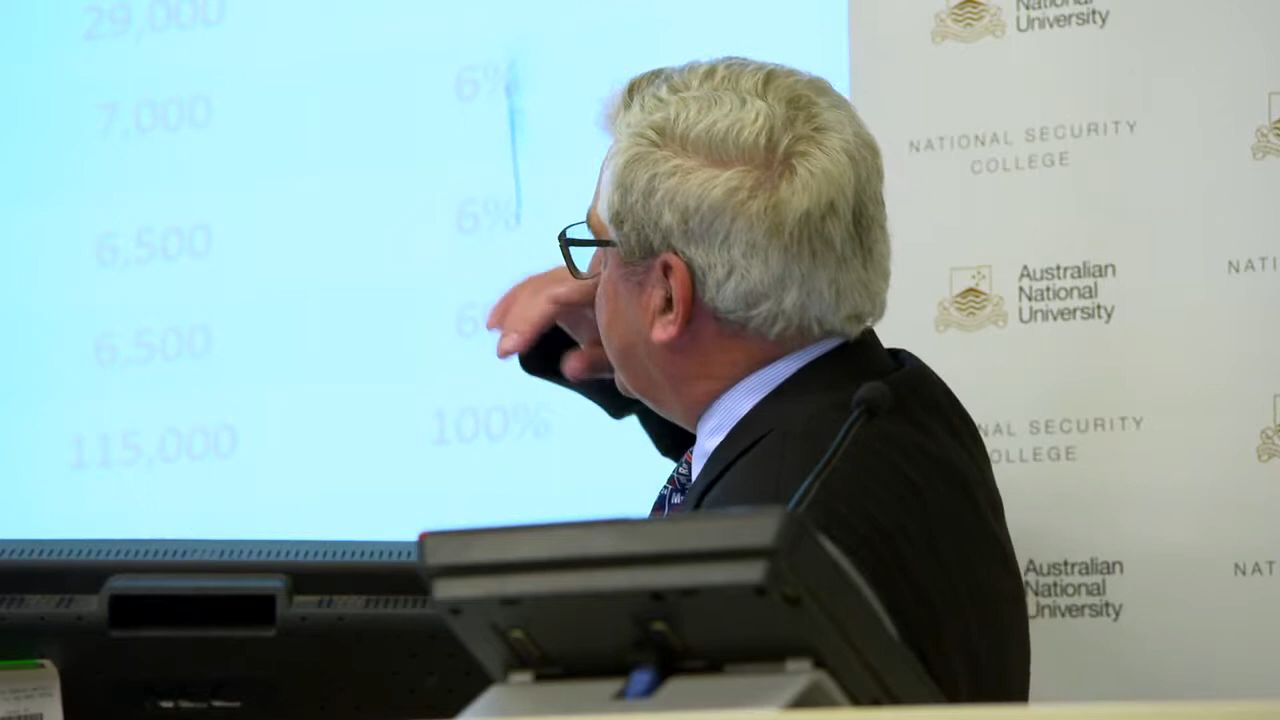 29,000
7,000 6%
6,500 6%
6,500
115,000 100%
National
University
NATIONAL SECURITY
COLLEGE
NATI
Australian
National
University
NAL SECURITY
OLLEGE
Australian
National
University
NAT